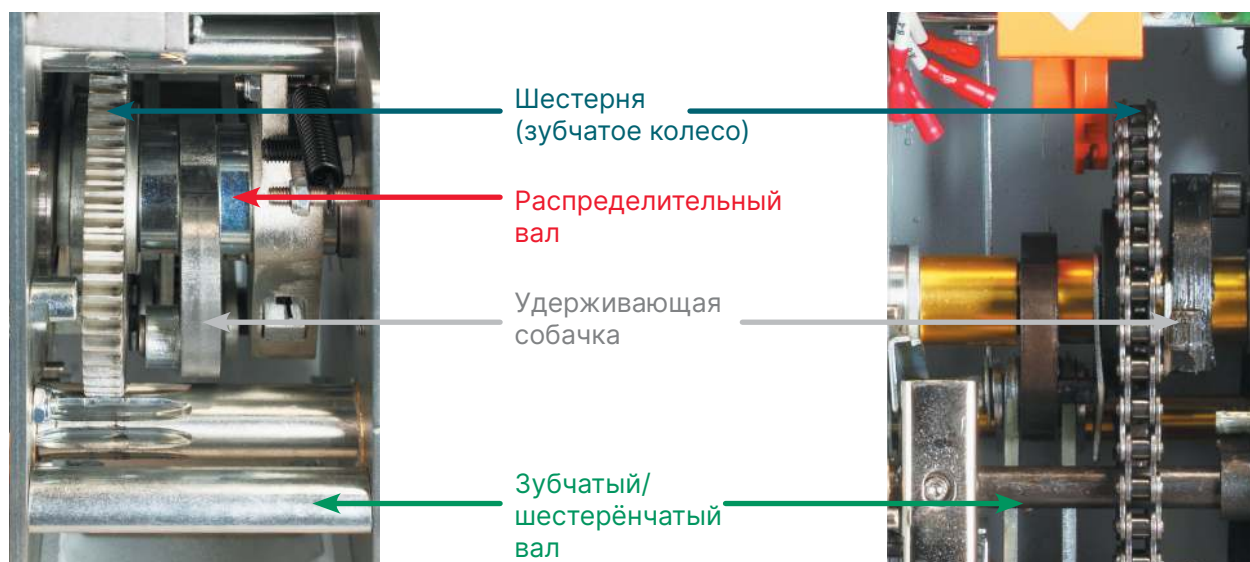 Шестерня
(зубчатое колесо)
Распределительный
вал
Удерживающая
собачка
Зубчатый/
шестерёнчатый
вал